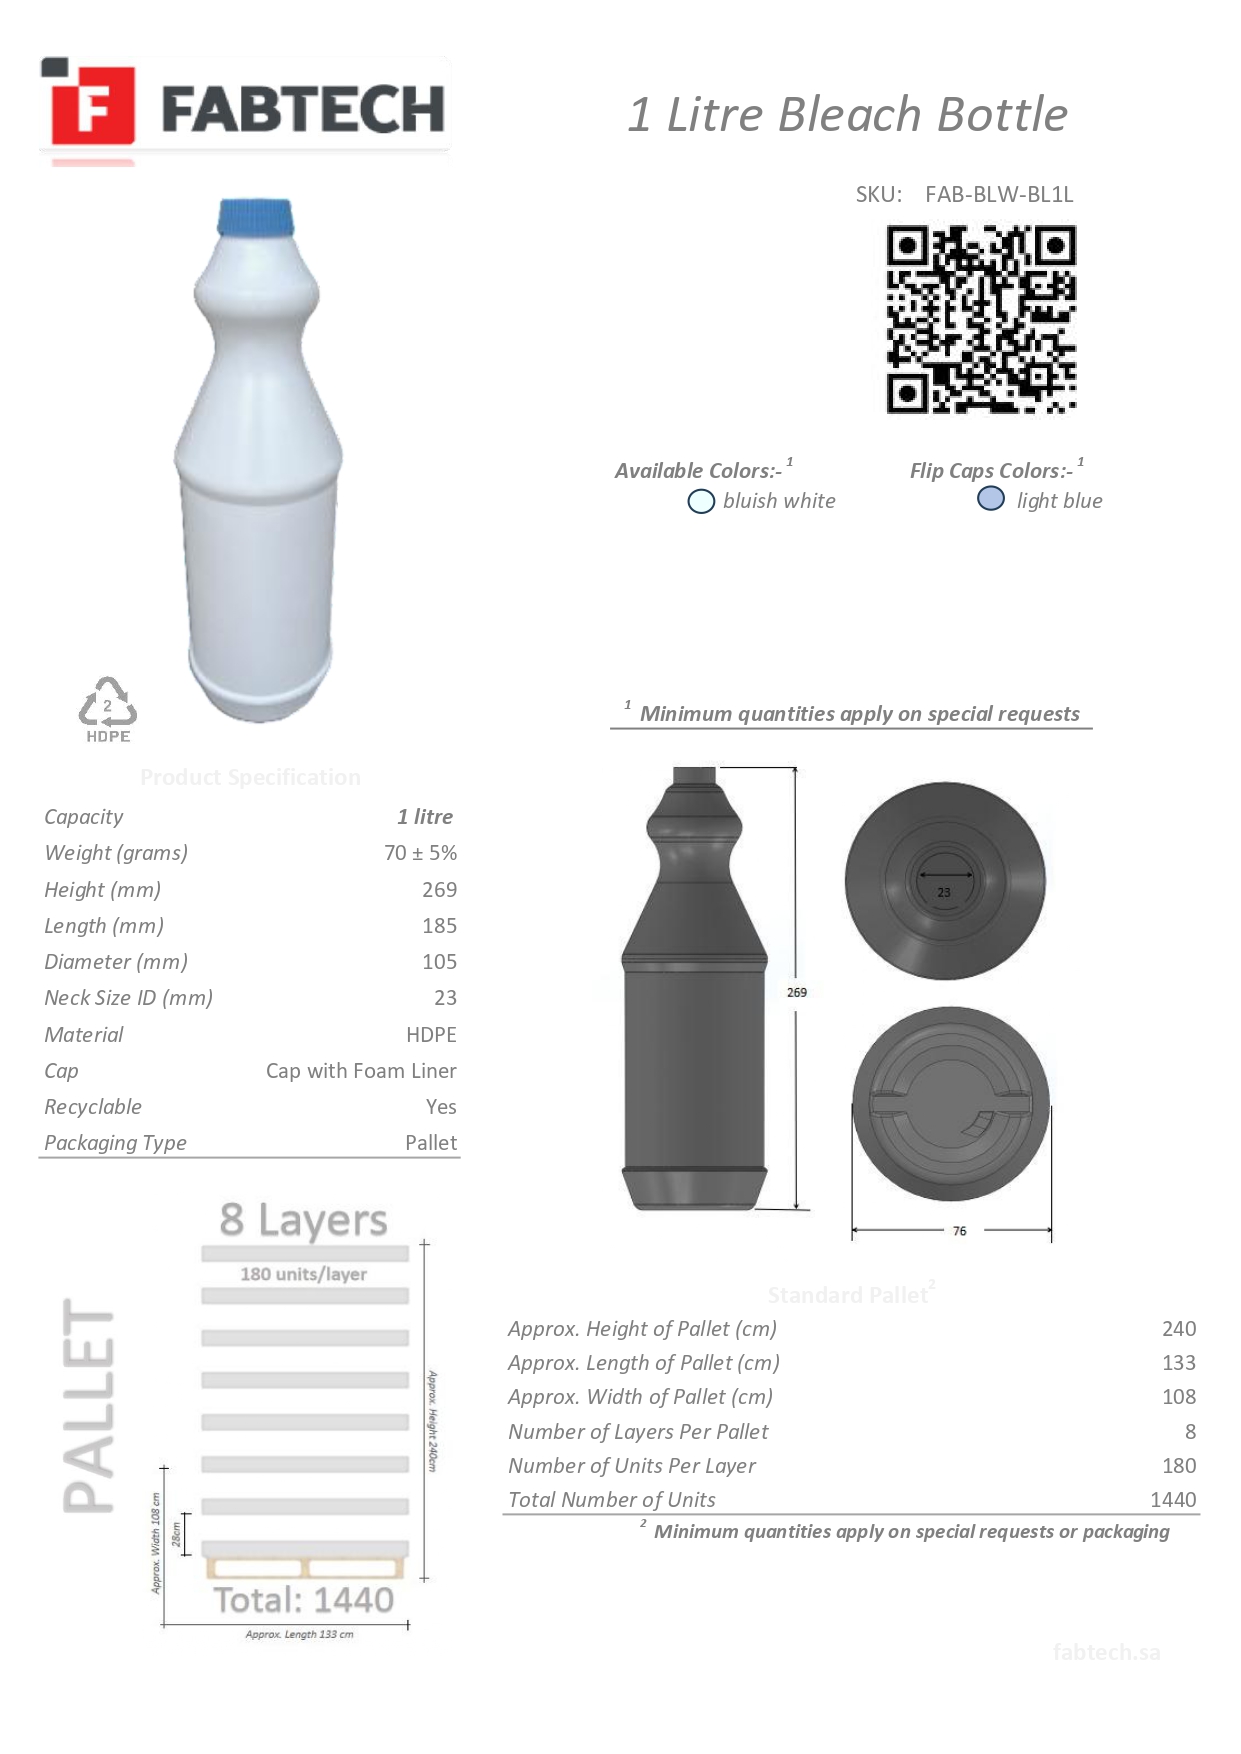 F FABTECH
1 Litre Bleach Bottle
SKU: FAB-BLW-BL1L
Available Colors:- 1
bluish white
Flip Caps Colors:- 1
light blue
2
HDPE
1 Minimum quantities apply on special requests
Product Specification
Capacity 1 litre
Weight (grams) 70 ± 5%
Height (mm) 269
Length (mm) 185
Diameter (mm) 105
Neck Size ID (mm) 23
Material HDPE
Cap Cap with Foam Liner
Recyclable Yes
Packaging Type Pallet
23
269
76
8 Layers
180 units/layer
PALLET
Approx. Height 240cm
Approx. Width 108 cm
28cm
Total: 1440
Approx. Length 133 cm
Standard Pallet 2
Approx. Height of Pallet (cm) 240
Approx. Length of Pallet (cm) 133
Approx. Width of Pallet (cm) 108
Number of Layers Per Pallet 8
Number of Units Per Layer 180
Total Number of Units 1440
2 Minimum quantities apply on special requests or packaging
fabtech.sa